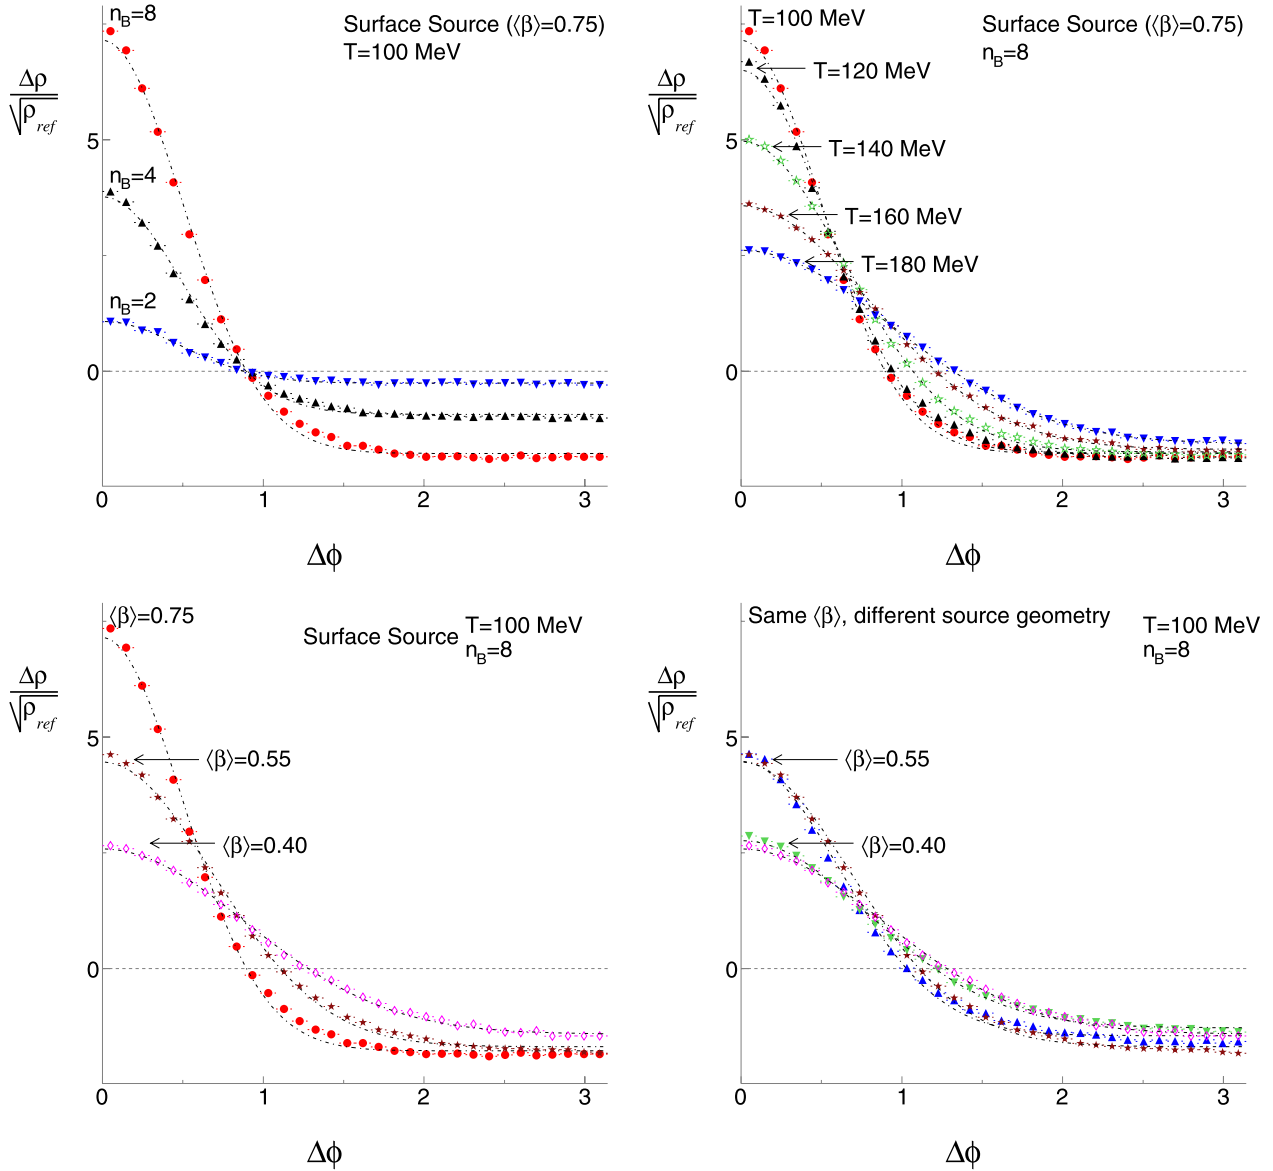 n_B=8
Surface Source (⟨β⟩=0.75)
T=100 MeV
Δρ
√ρ_ref
5
n_B=4
n_B=2
0
0 1 2 3
Δϕ
T=100 MeV
Surface Source (⟨β⟩=0.75)
n_B=8
T=120 MeV
Δρ
√ρ_ref
5
T=140 MeV
T=160 MeV
T=180 MeV
0
0 1 2 3
Δϕ
⟨β⟩=0.75
Surface Source
T=100 MeV
n_B=8
Δρ
√ρ_ref
5
⟨β⟩=0.55
⟨β⟩=0.40
0
0 1 2 3
Δϕ
Same ⟨β⟩, different source geometry
T=100 MeV
n_B=8
Δρ
√ρ_ref
5
⟨β⟩=0.55
⟨β⟩=0.40
0
0 1 2 3
Δϕ